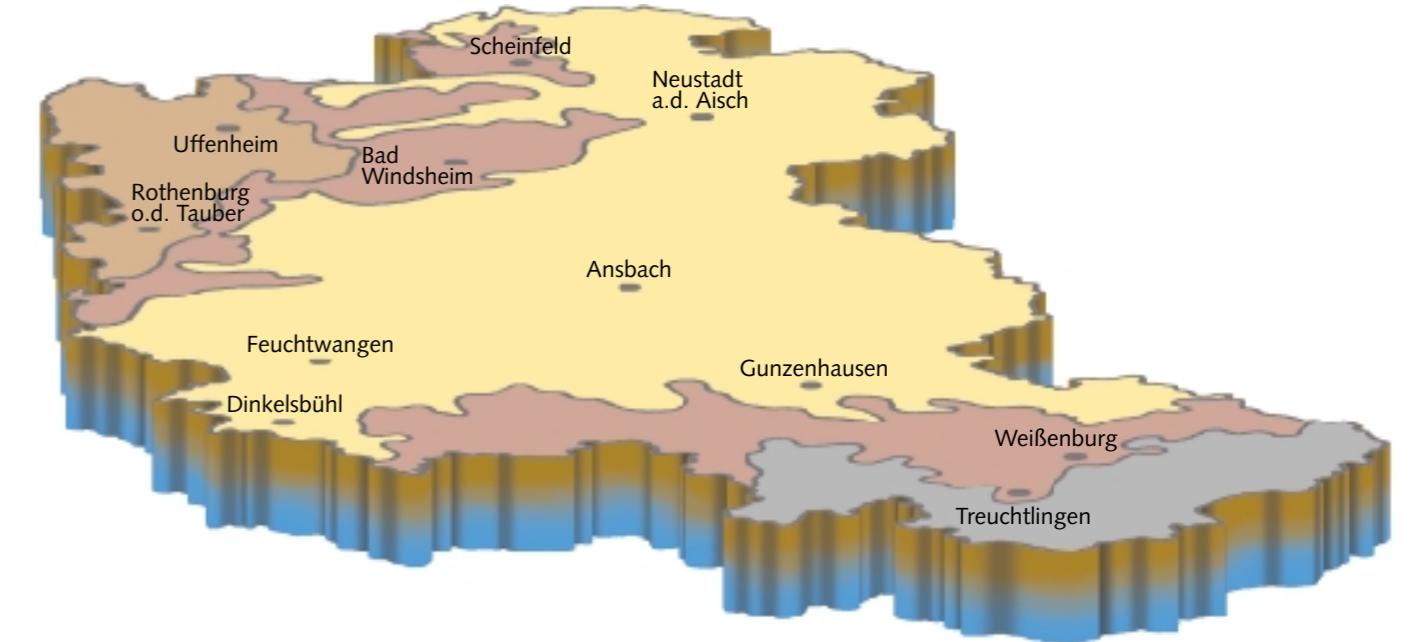 Scheinfeld
Neustadt
a.d. Aisch
Uffenheim
Bad
Windsheim
Rothenburg
o.d. Tauber
Ansbach
Feuchtwangen
Gunzenhausen
Dinkelsbühl
Weißenburg
Treuchtlingen